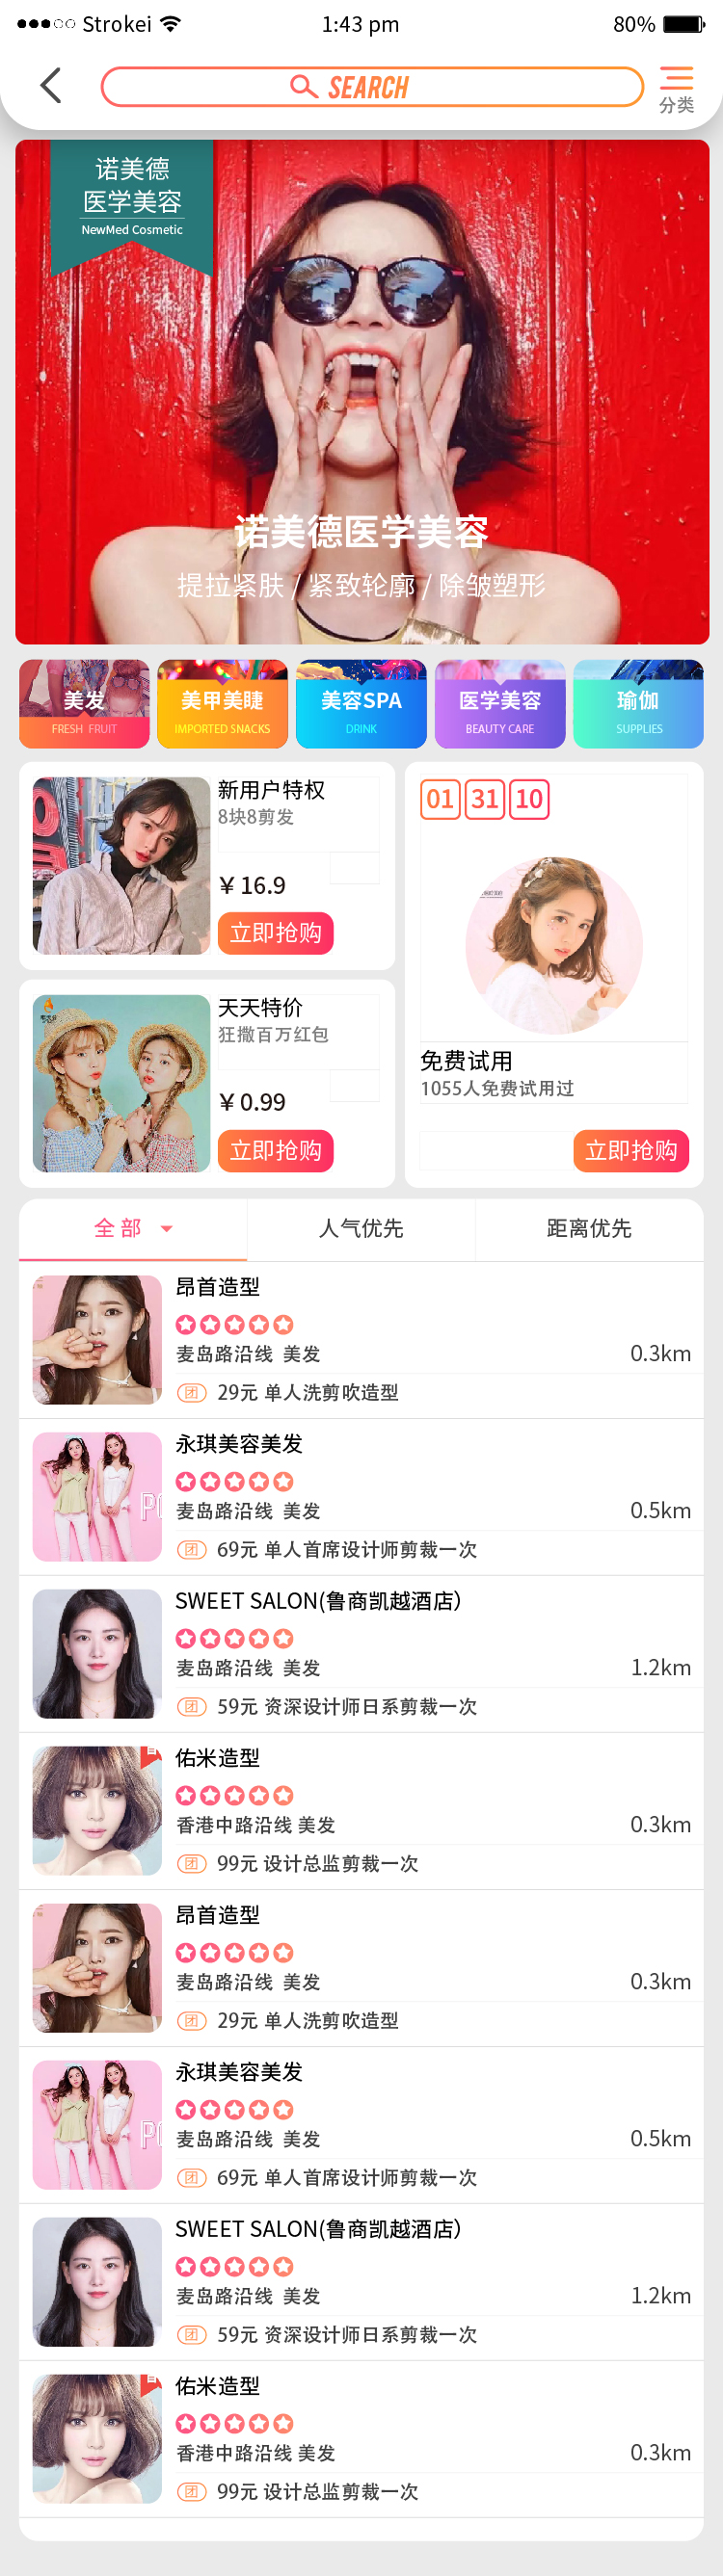 Strokei 1:43 pm 80%
SEARCH
分类
诺美德
医学美容
NewMed Cosmetic
诺美德医学美容
提拉紧肤 / 紧致轮廓 / 除皱塑形
美发 美甲美睫 美容SPA 医学美容 瑜伽
FRESH FRUIT IMPORTED SNACKS DRINK BEAUTY CARE SUPPLIES
新用户特权
8块8剪发
¥ 16.9
立即抢购
天天特价
狂撒百万红包
¥ 0.99
立即抢购
01 31 10
免费试用
1055人免费试用过
立即抢购
全部 人气优先 距离优先
昂首造型
麦岛路沿线 美发 0.3km
团 29元 单人洗剪吹造型
永琪美容美发
麦岛路沿线 美发 0.5km
团 69元 单人首席设计师剪裁一次
SWEET SALON(鲁商凯越酒店)
麦岛路沿线 美发 1.2km
团 59元 资深设计师日系剪裁一次
佑米造型
香港中路沿线 美发 0.3km
团 99元 设计总监剪裁一次
昂首造型
麦岛路沿线 美发 0.3km
团 29元 单人洗剪吹造型
永琪美容美发
麦岛路沿线 美发 0.5km
团 69元 单人首席设计师剪裁一次
SWEET SALON(鲁商凯越酒店)
麦岛路沿线 美发 1.2km
团 59元 资深设计师日系剪裁一次
佑米造型
香港中路沿线 美发 0.3km
团 99元 设计总监剪裁一次